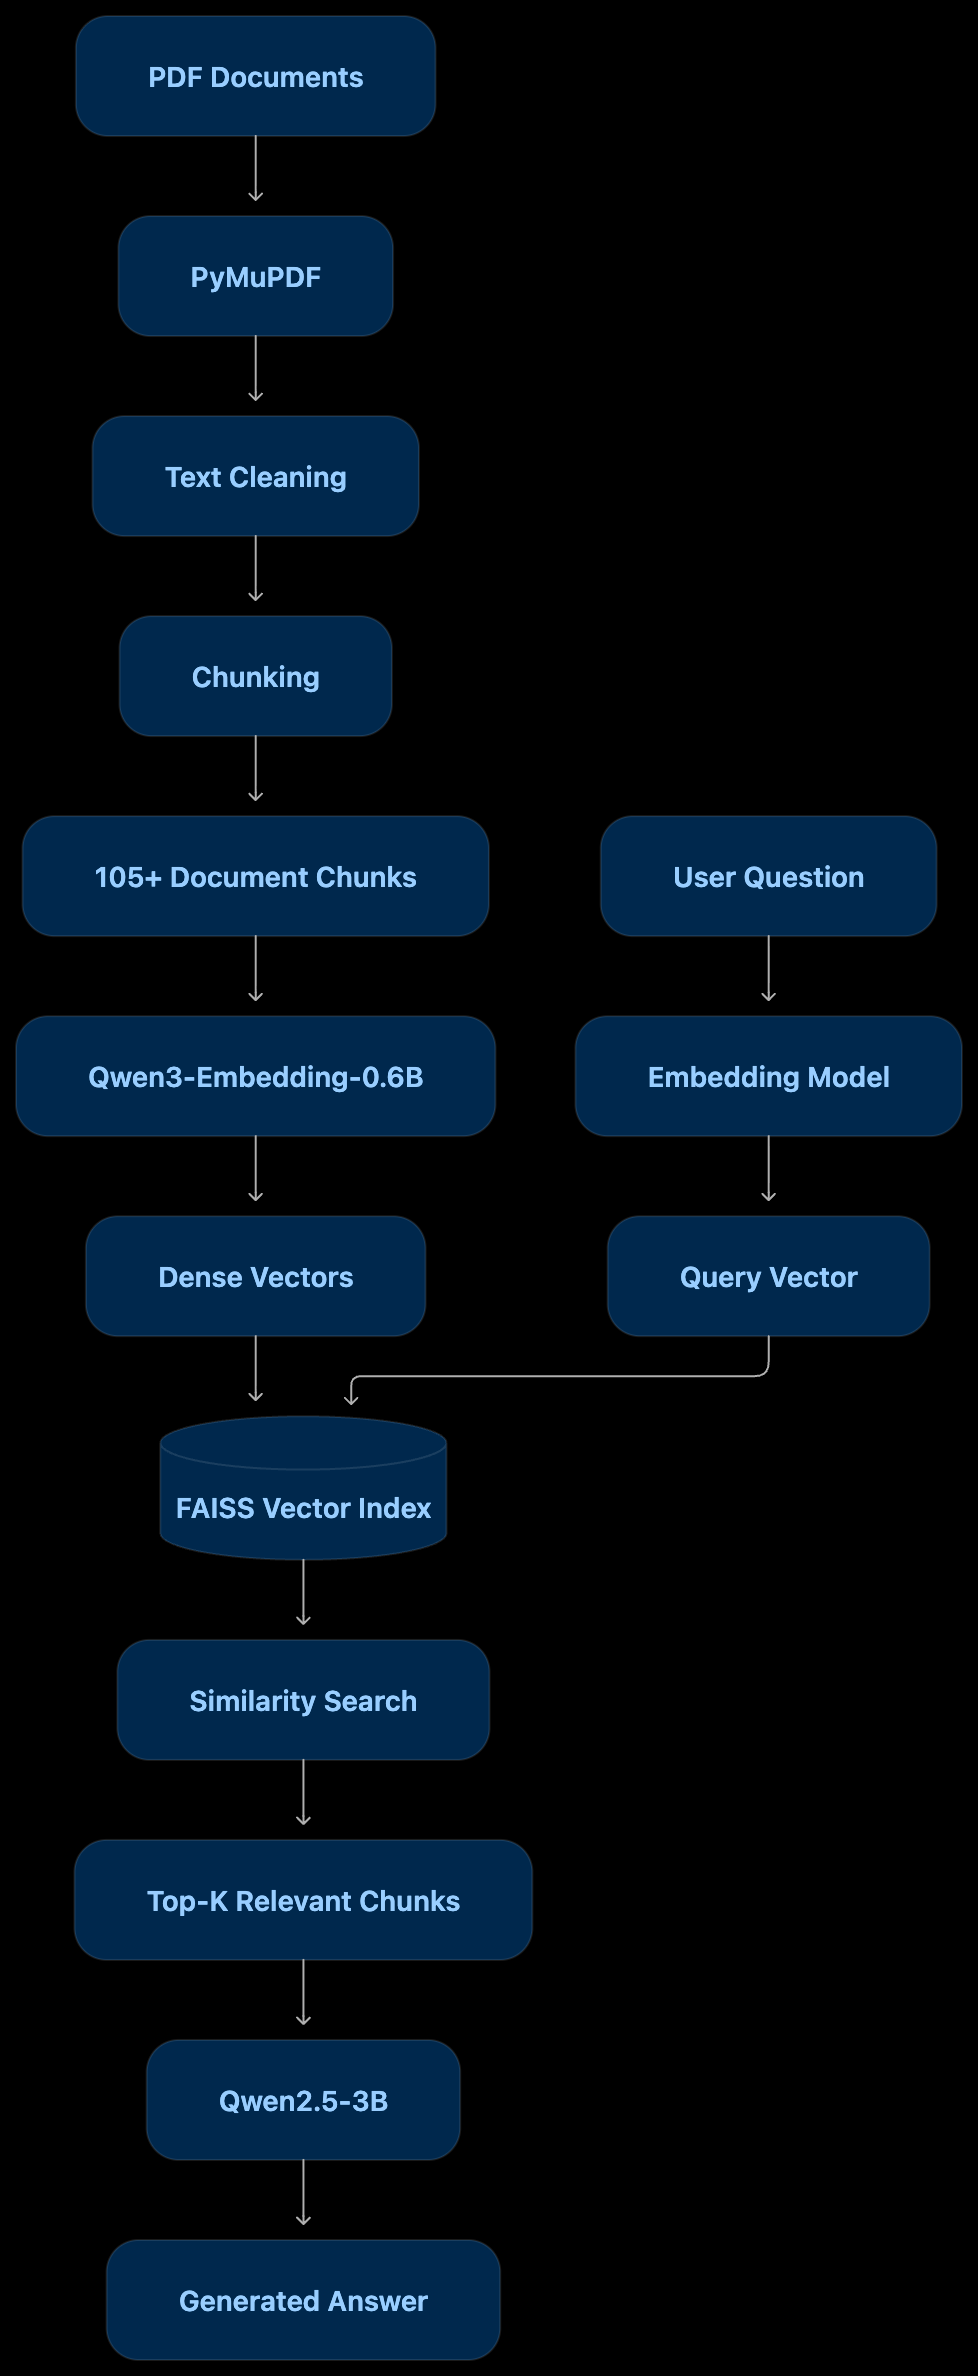 PDF Documents
PyMuPDF
Text Cleaning
Chunking
105+ Document Chunks
User Question
Qwen3-Embedding-0.6B
Embedding Model
Dense Vectors
Query Vector
FAISS Vector Index
Similarity Search
Top-K Relevant Chunks
Qwen2.5-3B
Generated Answer